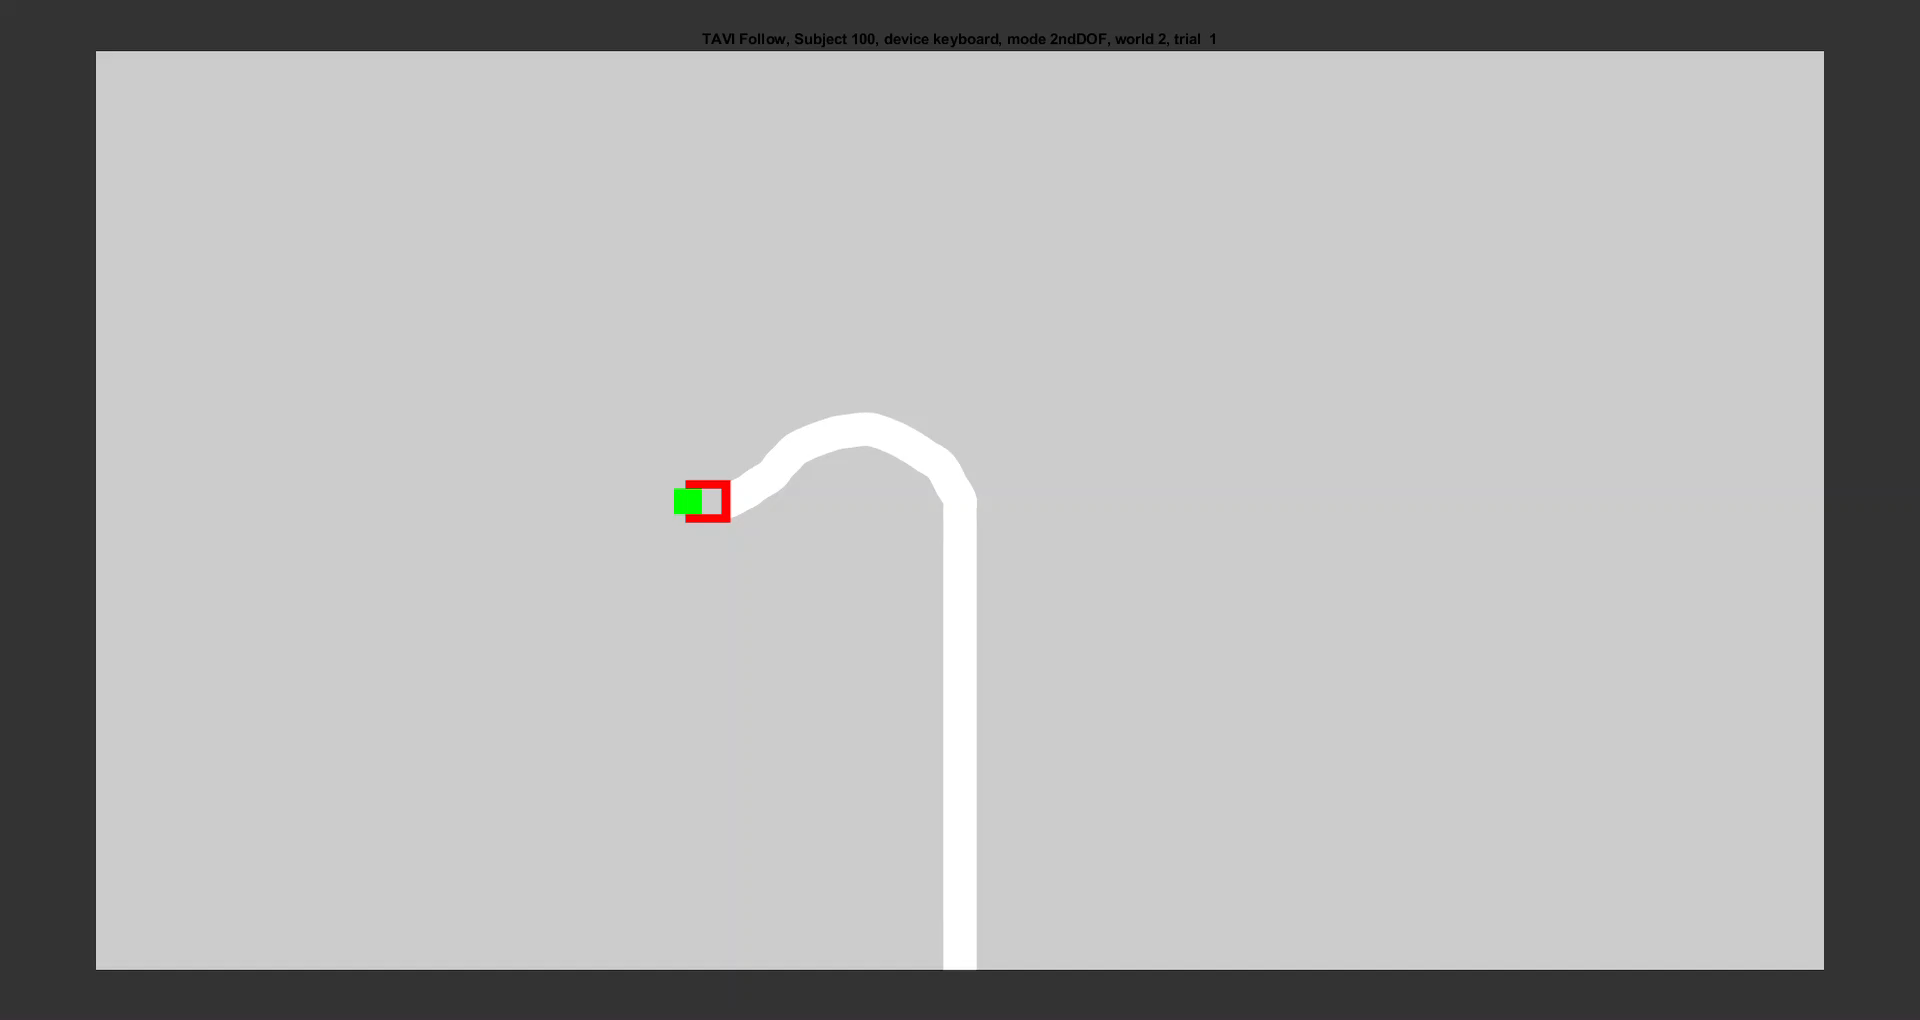 TAVI Follow, Subject 100, device keyboard, mode 2ndDOF, world 2, trial  1